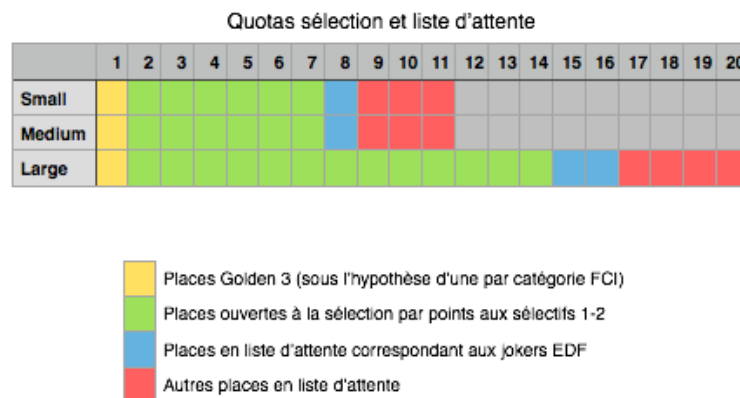 Quotas sélection et liste d'attente
1 2 3 4 5 6 7 8 9 10 11 12 13 14 15 16 17 18 19 20
Small
Medium
Large
Places Golden 3 (sous l'hypothèse d'une par catégorie FCI)
Places ouvertes à la sélection par points aux sélectifs 1-2
Places en liste d'attente correspondant aux jokers EDF
Autres places en liste d'attente